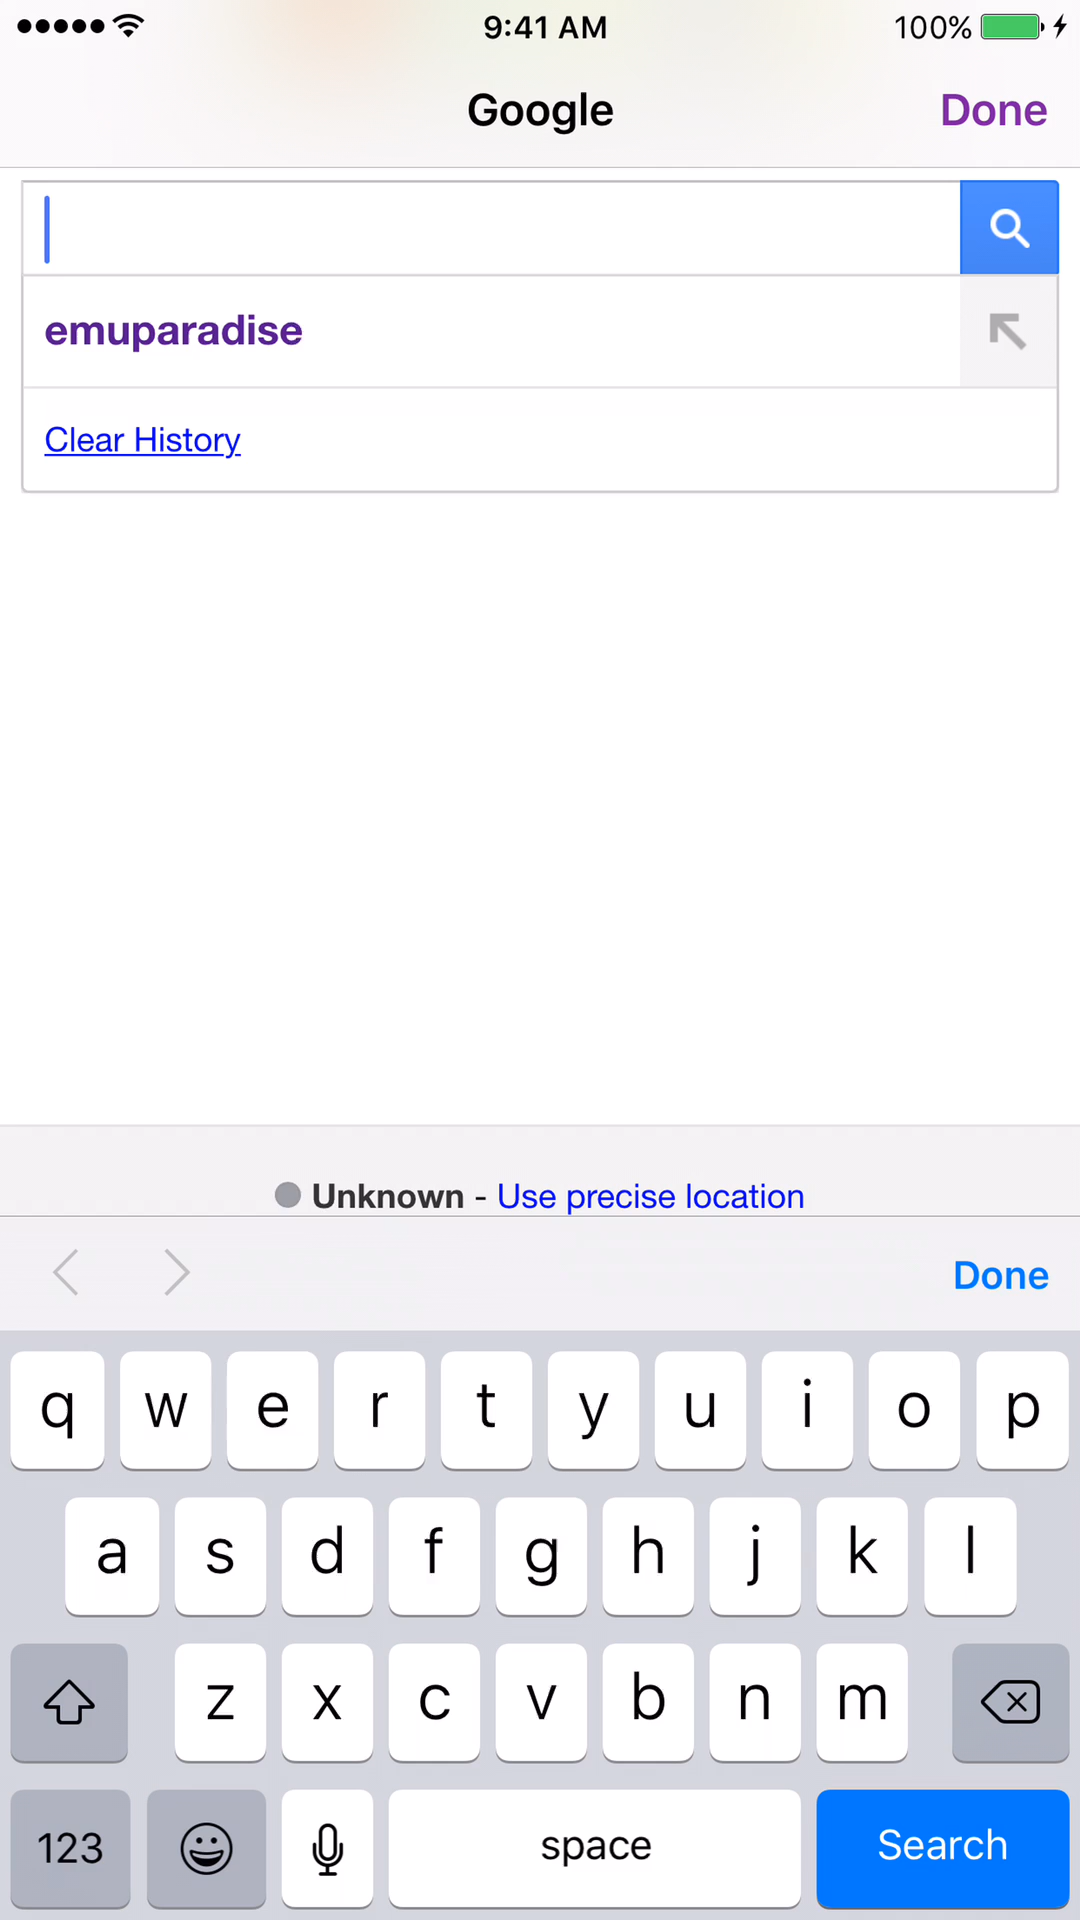 9:41 AM 100%
Google Done
emuparadise
Clear History
Unknown - Use precise location
Done
q w e r t y u i o p
a s d f g h j k l
z x c v b n m
123 space Search